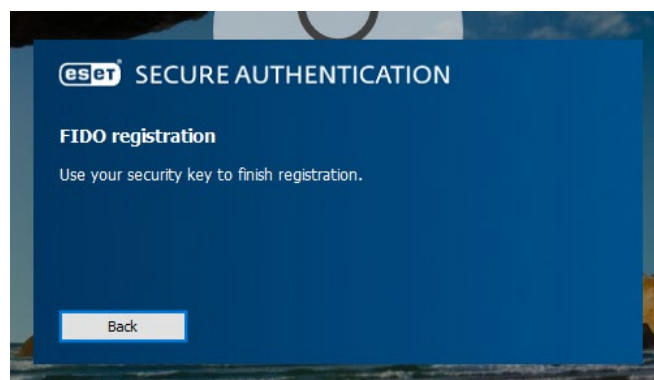 eset SECURE AUTHENTICATION
FIDO registration
Use your security key to finish registration.
Back